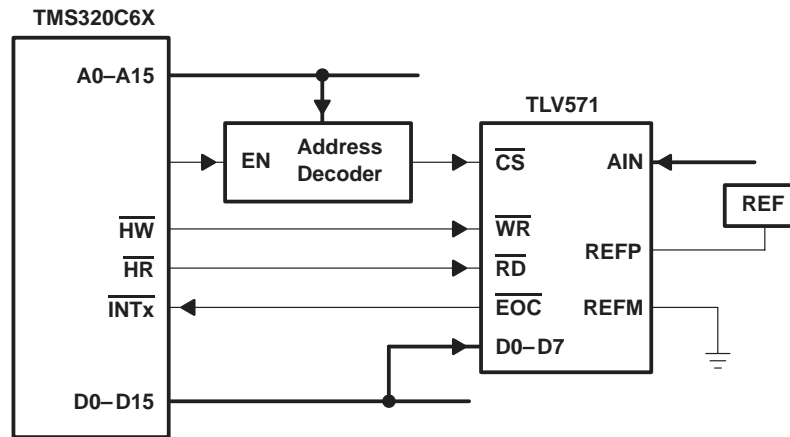 TMS320C6X
A0–A15
TLV571
EN
Address
Decoder
CS
AIN
REF
HW
WR
REFP
HR
RD
INTx
EOC
REFM
D0–D7
D0–D15